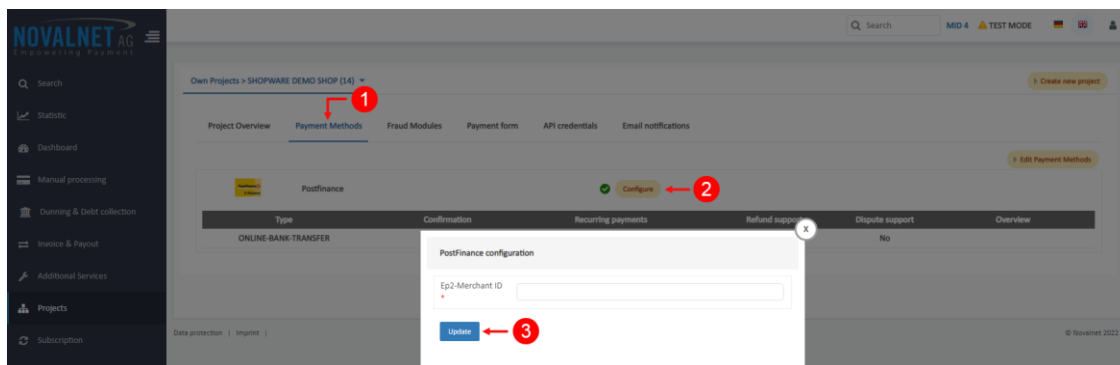 NOVALNET AG
Empowering Payment
Search
MID 4
TEST MODE
Search
Statistic
Dashboard
Manual processing
Dunning & Debt collection
Invoice & Payout
Additional Services
Projects
Subscription
Own Projects > SHOPWARE DEMO SHOP (14)
Create new project
1
Project Overview
Payment Methods
Fraud Modules
Payment form
API credentials
Email notifications
Edit Payment Methods
Postfinance
Configure
2
Type
Confirmation
Recurring payments
Refund support
Dispute support
Overview
ONLINE-BANK-TRANSFER
No
X
PostFinance configuration
Ep2-Merchant ID
*
Update
3
Data protection | Imprint |
© Novalnet 2022